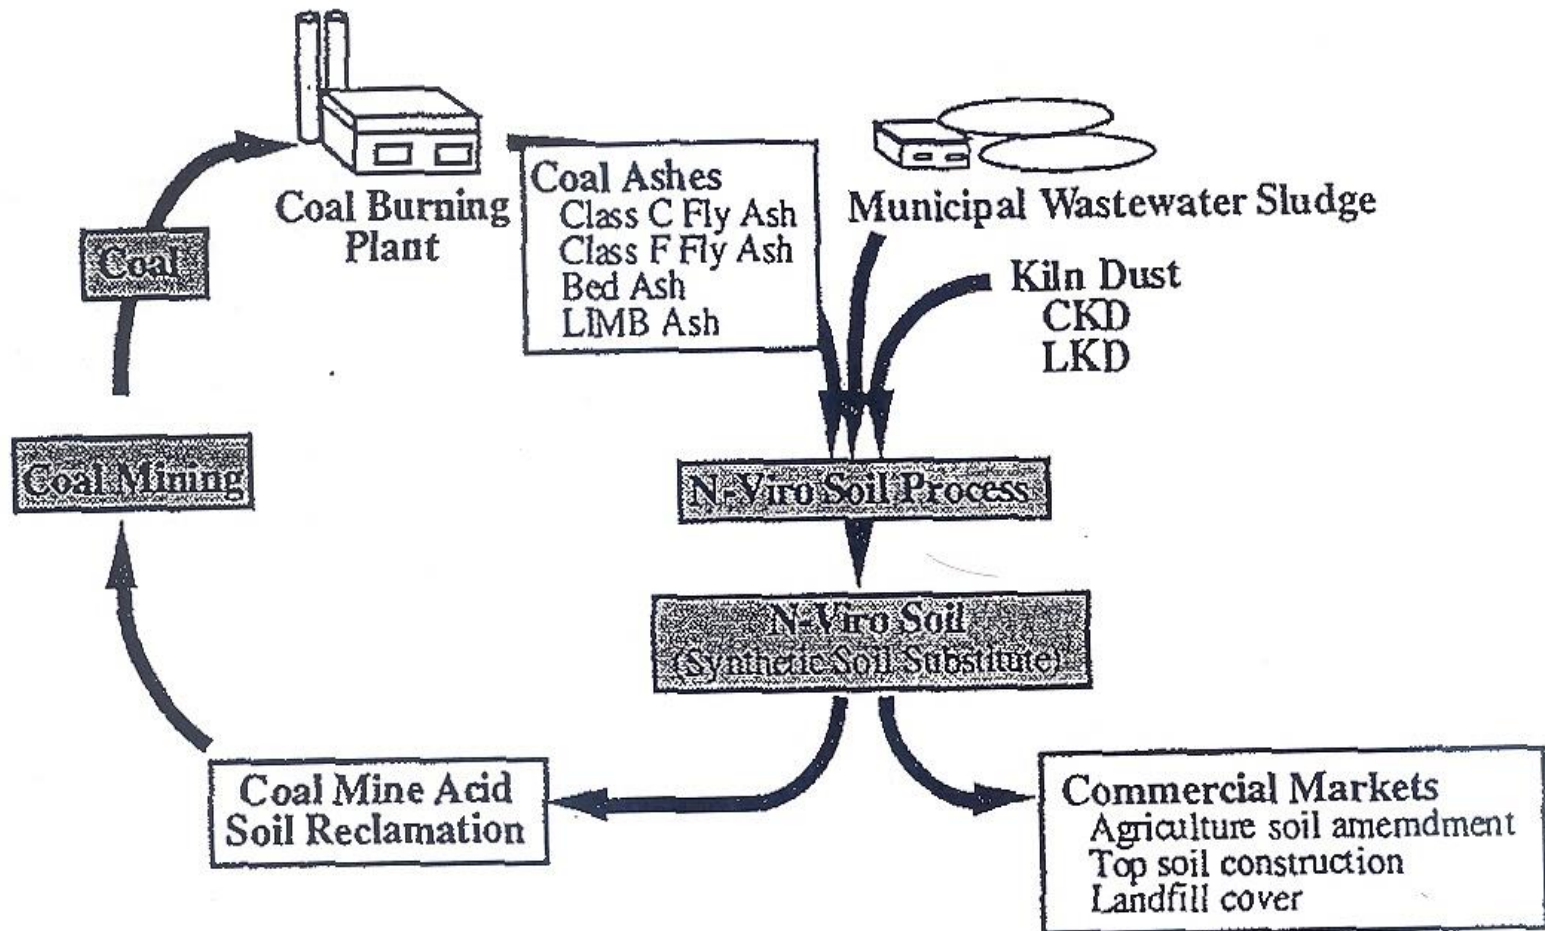 Coal Burning
Plant
Coal
Coal Mining
Coal Ashes
Class C Fly Ash
Class F Fly Ash
Bed Ash
LIMB Ash
Municipal Wastewater Sludge
Kiln Dust
CKD
LKD
N-Viro Soil Process
N-Viro Soil
(Synthetic Soil Substitute)
Coal Mine Acid
Soil Reclamation
Commercial Markets
Agriculture soil amemdment
Top soil construction
Landfill cover